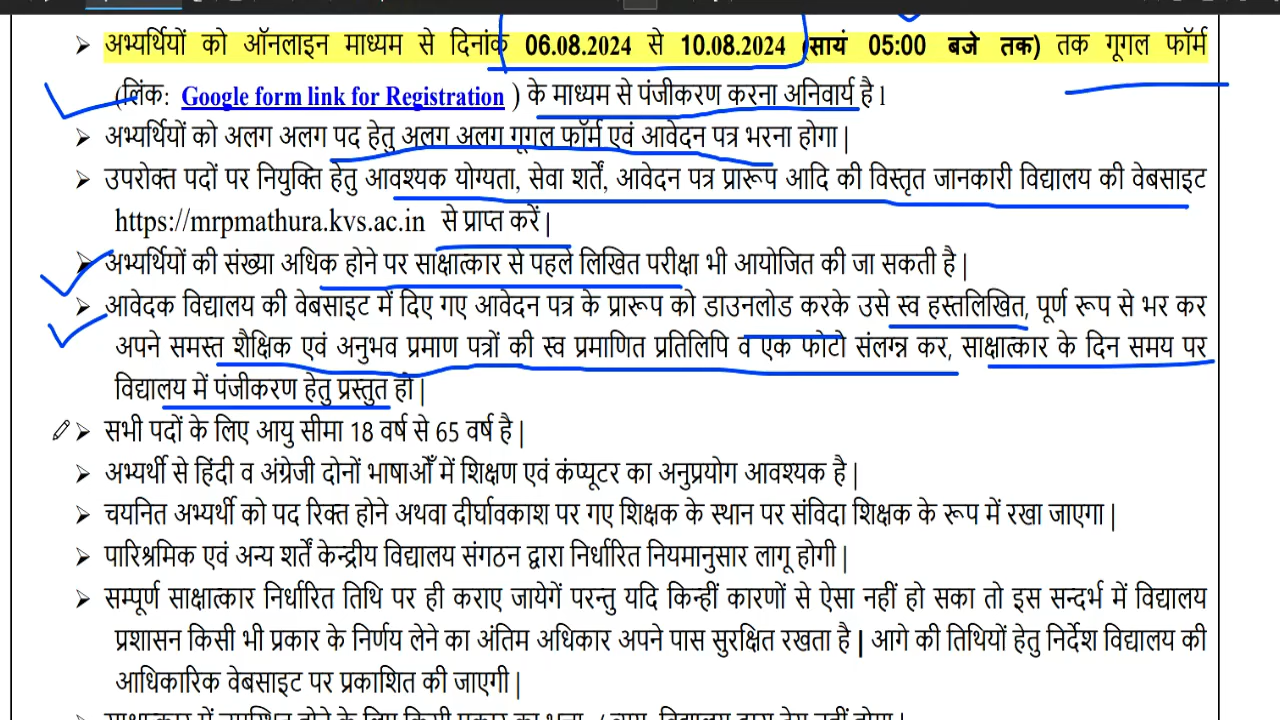 ➢ अभ्यर्थियों को ऑनलाइन माध्यम से दिनांक 06.08.2024 से 10.08.2024 (सायं 05:00 बजे तक) तक गूगल फॉर्म
(लिंक: Google form link for Registration ) के माध्यम से पंजीकरण करना अनिवार्य है l
➢ अभ्यर्थियों को अलग अलग पद हेतु अलग अलग गूगल फॉर्म एवं आवेदन पत्र भरना होगा |
➢ उपरोक्त पदों पर नियुक्ति हेतु आवश्यक योग्यता, सेवा शर्तें, आवेदन पत्र प्रारूप आदि की विस्तृत जानकारी विद्यालय की वेबसाइट
https://mrpmathura.kvs.ac.in से प्राप्त करें |
➢ अभ्यर्थियों की संख्या अधिक होने पर साक्षात्कार से पहले लिखित परीक्षा भी आयोजित की जा सकती है |
➢ आवेदक विद्यालय की वेबसाइट में दिए गए आवेदन पत्र के प्रारूप को डाउनलोड करके उसे स्व हस्तलिखित, पूर्ण रूप से भर कर
अपने समस्त शैक्षिक एवं अनुभव प्रमाण पत्रों की स्व प्रमाणित प्रतिलिपि व एक फोटो संलग्न कर, साक्षात्कार के दिन समय पर
विद्यालय में पंजीकरण हेतु प्रस्तुत हों |
➢ सभी पदों के लिए आयु सीमा 18 वर्ष से 65 वर्ष है |
➢ अभ्यर्थी से हिंदी व अंग्रेजी दोनों भाषाओँ में शिक्षण एवं कंप्यूटर का अनुप्रयोग आवश्यक है |
➢ चयनित अभ्यर्थी को पद रिक्त होने अथवा दीर्घावकाश पर गए शिक्षक के स्थान पर संविदा शिक्षक के रूप में रखा जाएगा |
➢ पारिश्रमिक एवं अन्य शर्तें केन्द्रीय विद्यालय संगठन द्वारा निर्धारित नियमानुसार लागू होगी |
➢ सम्पूर्ण साक्षात्कार निर्धारित तिथि पर ही कराए जायेगें परन्तु यदि किन्हीं कारणों से ऐसा नहीं हो सका तो इस सन्दर्भ में विद्यालय
प्रशासन किसी भी प्रकार के निर्णय लेने का अंतिम अधिकार अपने पास सुरक्षित रखता है | आगे की तिथियों हेतु निर्देश विद्यालय की
आधिकारिक वेबसाइट पर प्रकाशित की जाएगी |